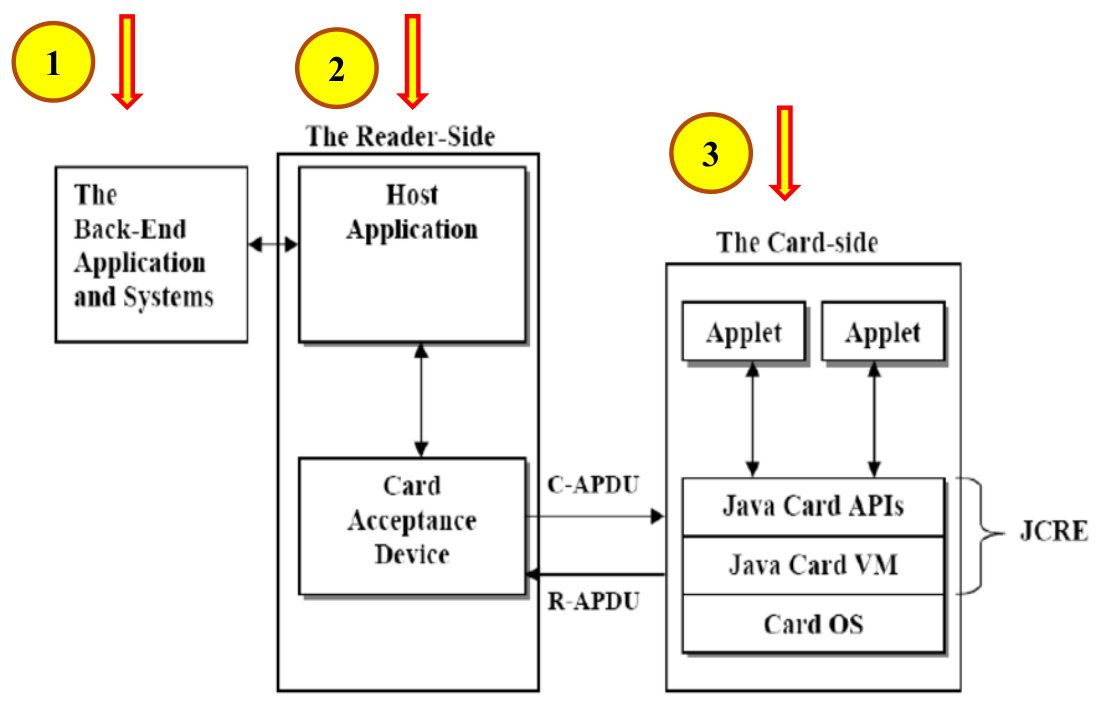 1
2
3
The Reader-Side
The
Back-End
Application
and Systems
Host
Application
The Card-side
Applet
Applet
Card
Acceptance
Device
C-APDU
R-APDU
Java Card APIs
Java Card VM
Card OS
JCRE